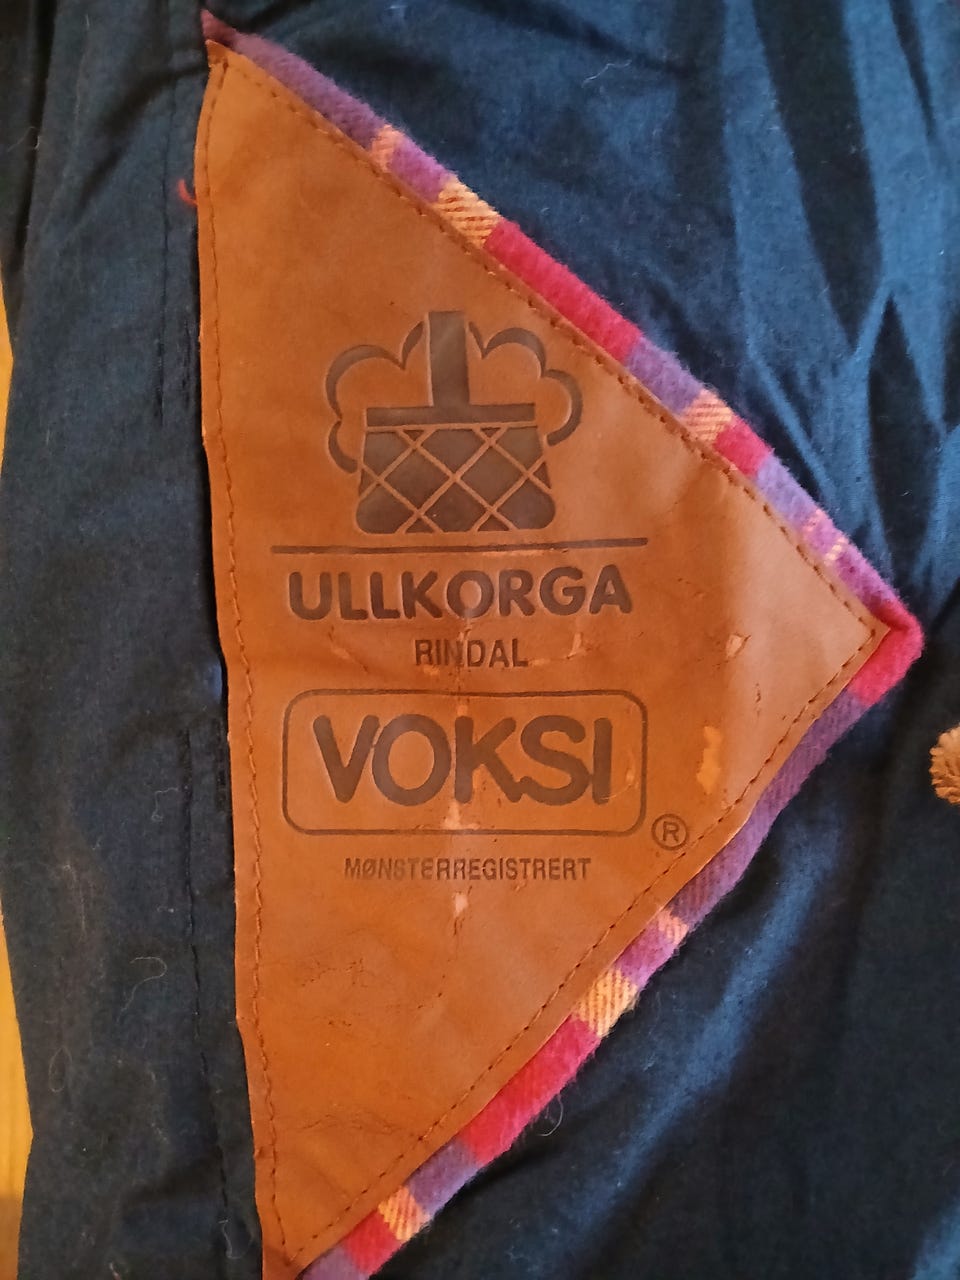 ULLKORGA
RINDAL
VOKSI
®
MØNSTERREGISTRERT